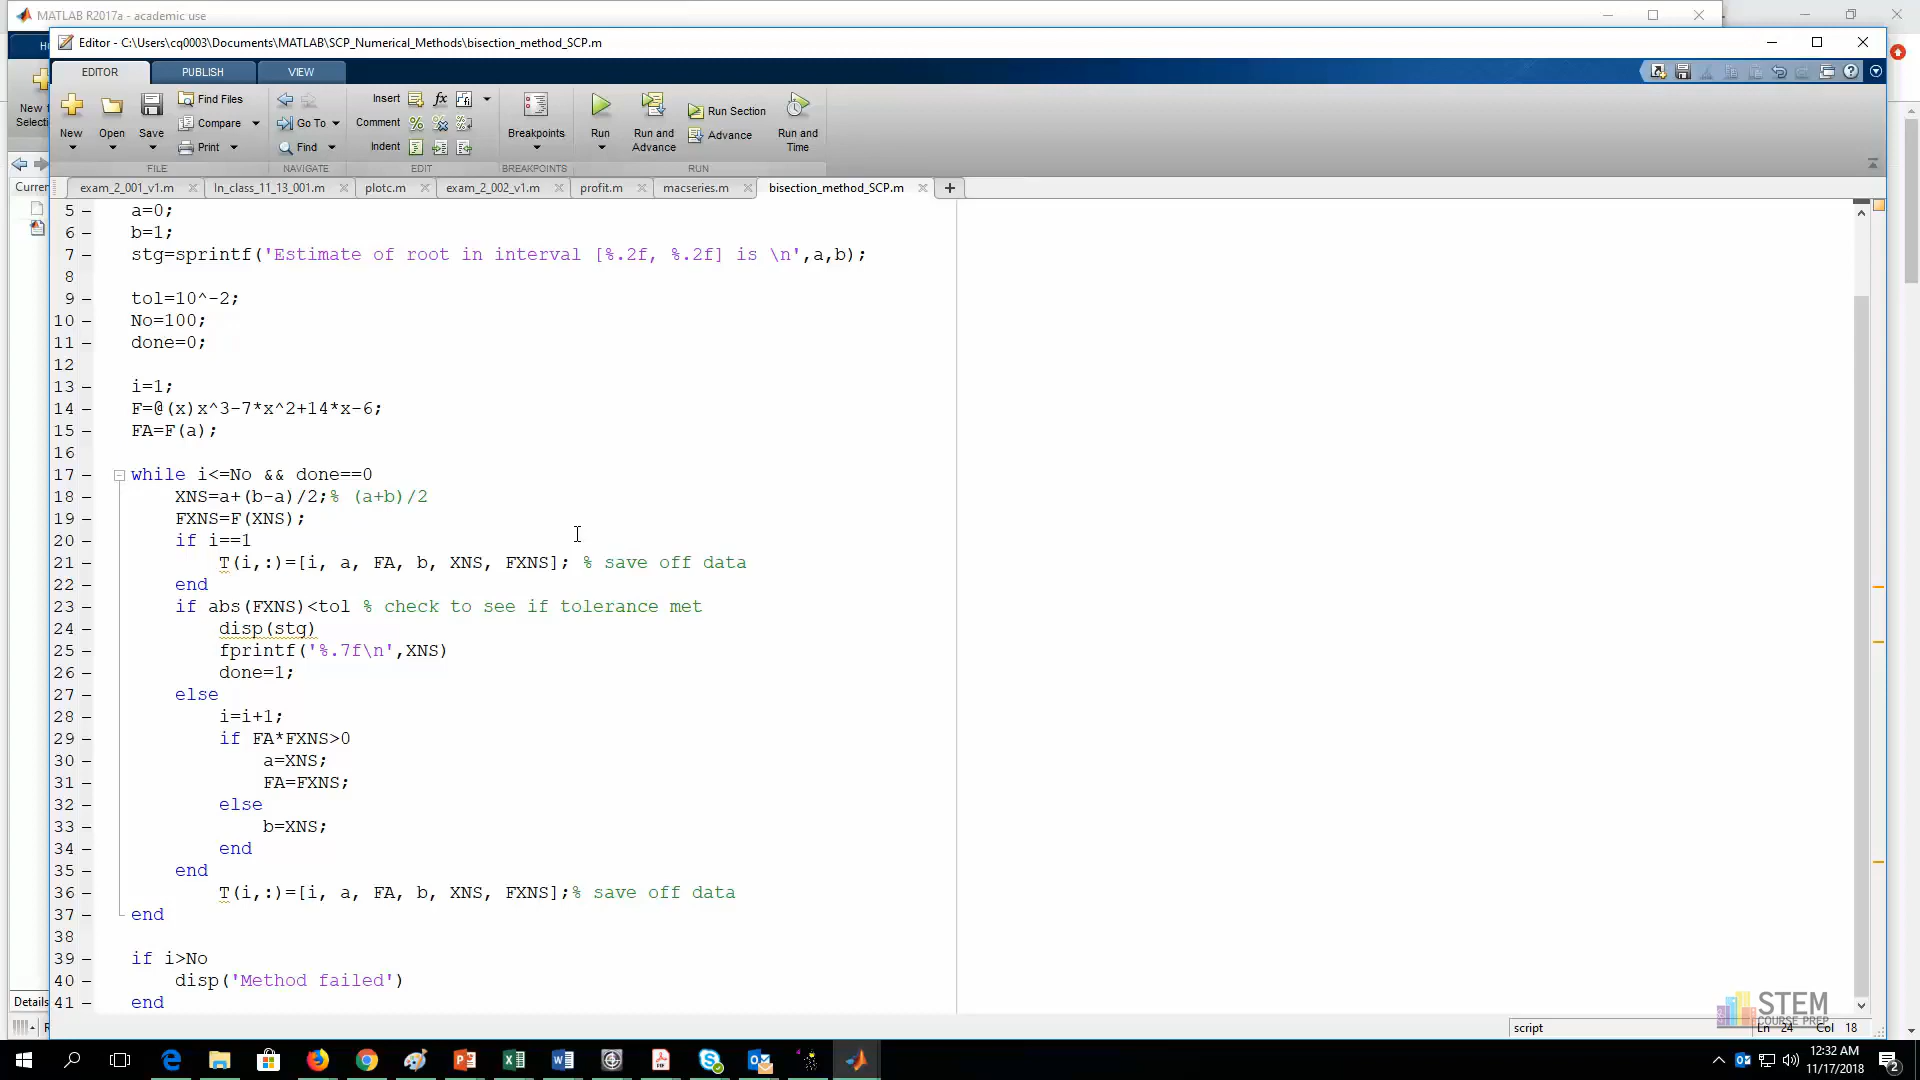 MATLAB R2017a - academic use
Editor - C:\Users\cq0003\Documents\MATLAB\SCP_Numerical_Methods\bisection_method_SCP.m
EDITOR PUBLISH VIEW
New Open Save Find Files Compare Print Go To Find Insert fx Comment Indent Breakpoints Run Run and Advance Run Section Advance Run and Time
FILE NAVIGATE EDIT BREAKPOINTS RUN
exam_2_001_v1.m In_class_11_13_001.m plotc.m exam_2_002_v1.m profit.m macseries.m bisection_method_SCP.m
5 – a=0;
6 – b=1;
7 – stg=sprintf('Estimate of root in interval [%.2f, %.2f] is \n',a,b);
8
9 – tol=10^-2;
10 – No=100;
11 – done=0;
12
13 – i=1;
14 – F=@(x)x^3-7*x^2+14*x-6;
15 – FA=F(a);
16
17 – while i<=No && done==0
18 – XNS=a+(b-a)/2;% (a+b)/2
19 – FXNS=F(XNS);
20 – if i==1
21 – T(i,:)=[i, a, FA, b, XNS, FXNS]; % save off data
22 – end
23 – if abs(FXNS)<tol % check to see if tolerance met
24 – disp(stg)
25 – fprintf('%.7f\n',XNS)
26 – done=1;
27 – else
28 – i=i+1;
29 – if FA*FXNS>0
30 – a=XNS;
31 – FA=FXNS;
32 – else
33 – b=XNS;
34 – end
35 – end
36 – T(i,:)=[i, a, FA, b, XNS, FXNS];% save off data
37 – end
38
39 – if i>No
40 – disp('Method failed')
41 – end
Details
STEM
COURSE PREP
script Ln 24 Col 18
12:32 AM
11/17/2018
2